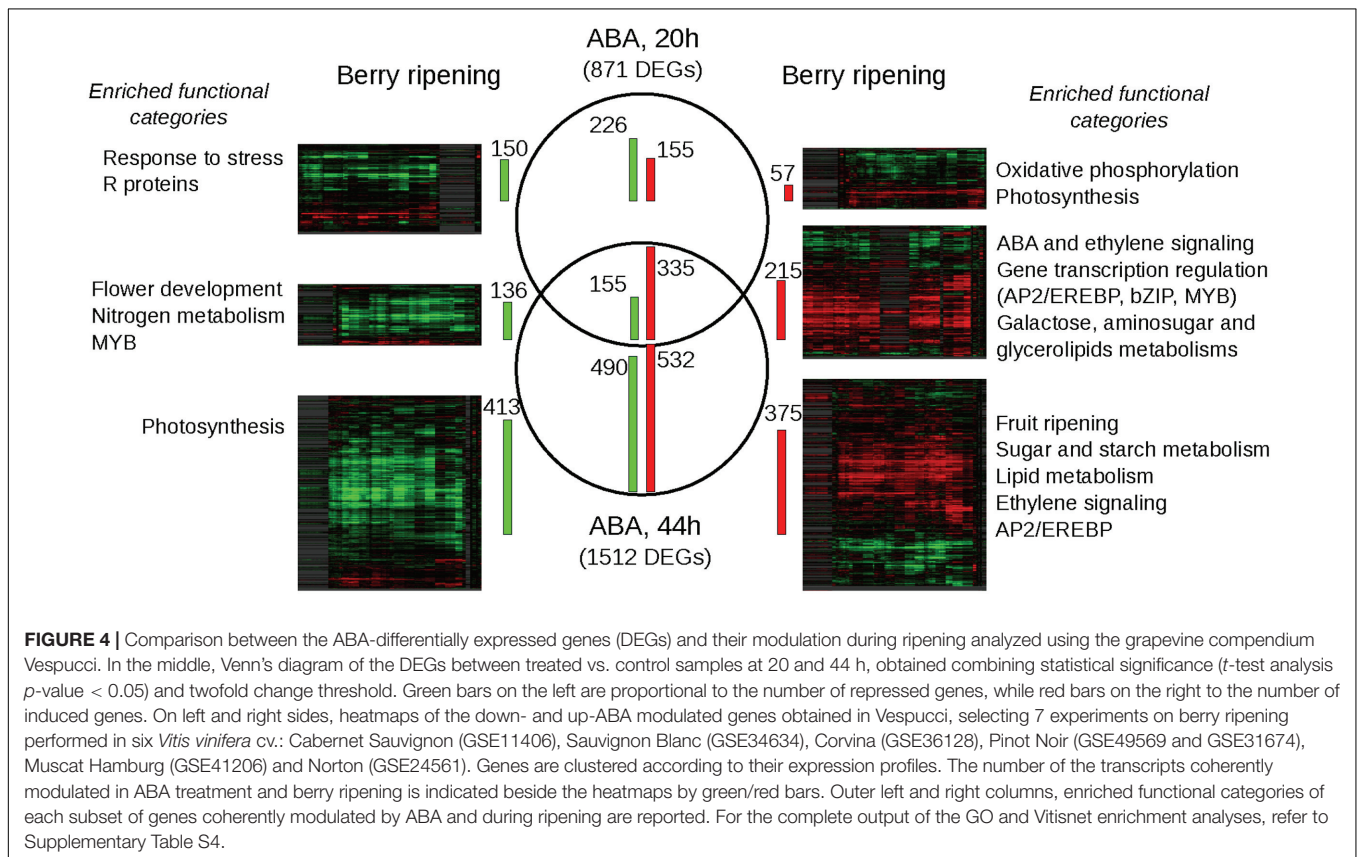 ABA, 20h
(871 DEGs)
Berry ripening
Berry ripening
Enriched functional
categories
Enriched functional
categories
Response to stress
R proteins
150
226
155
57
Oxidative phosphorylation
Photosynthesis
Flower development
Nitrogen metabolism
MYB
136
155
335
215
ABA and ethylene signaling
Gene transcription regulation
(AP2/EREBP, bZIP, MYB)
Galactose, aminosugar and
glycerolipids metabolisms
Photosynthesis
413
490
532
375
Fruit ripening
Sugar and starch metabolism
Lipid metabolism
Ethylene signaling
AP2/EREBP
ABA, 44h
(1512 DEGs)
FIGURE 4 | Comparison between the ABA-differentially expressed genes (DEGs) and their modulation during ripening analyzed using the grapevine compendium
Vespucci. In the middle, Venn's diagram of the DEGs between treated vs. control samples at 20 and 44 h, obtained combining statistical significance (t-test analysis
p-value < 0.05) and twofold change threshold. Green bars on the left are proportional to the number of repressed genes, while red bars on the right to the number of
induced genes. On left and right sides, heatmaps of the down- and up-ABA modulated genes obtained in Vespucci, selecting 7 experiments on berry ripening
performed in six Vitis vinifera cv.: Cabernet Sauvignon (GSE11406), Sauvignon Blanc (GSE34634), Corvina (GSE36128), Pinot Noir (GSE49569 and GSE31674),
Muscat Hamburg (GSE41206) and Norton (GSE24561). Genes are clustered according to their expression profiles. The number of the transcripts coherently
modulated in ABA treatment and berry ripening is indicated beside the heatmaps by green/red bars. Outer left and right columns, enriched functional categories of
each subset of genes coherently modulated by ABA and during ripening are reported. For the complete output of the GO and Vitisnet enrichment analyses, refer to
Supplementary Table S4.